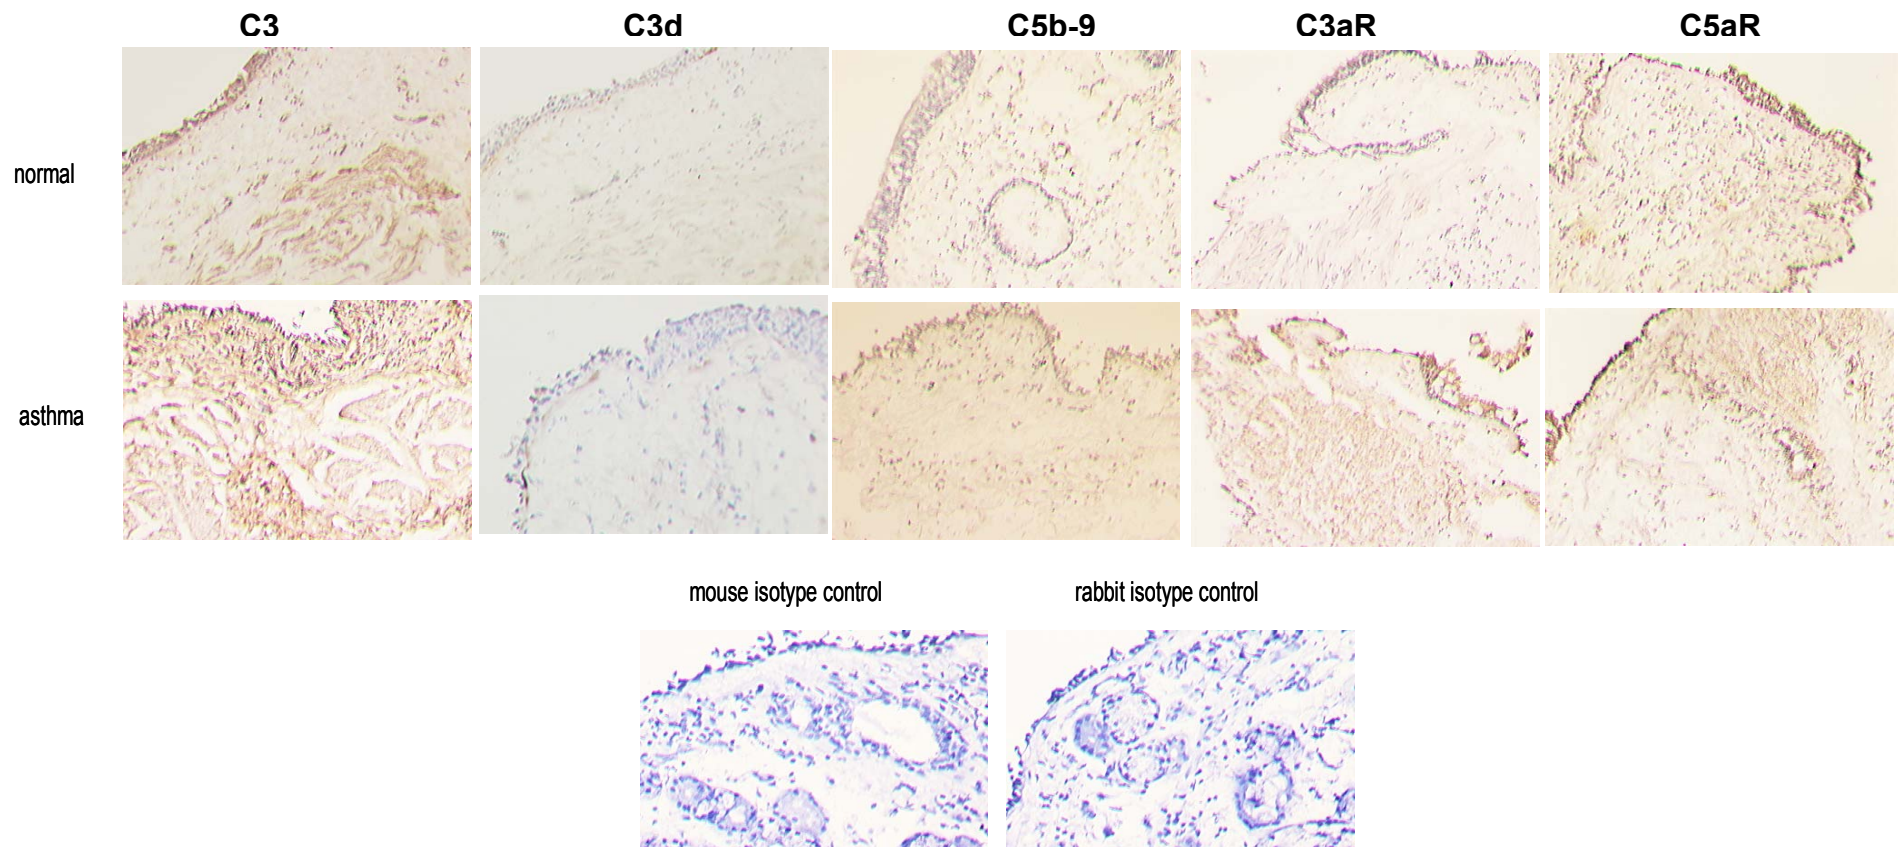 C3 C3d C5b-9 C3aR C5aR
normal
asthma
mouse isotype control rabbit isotype control